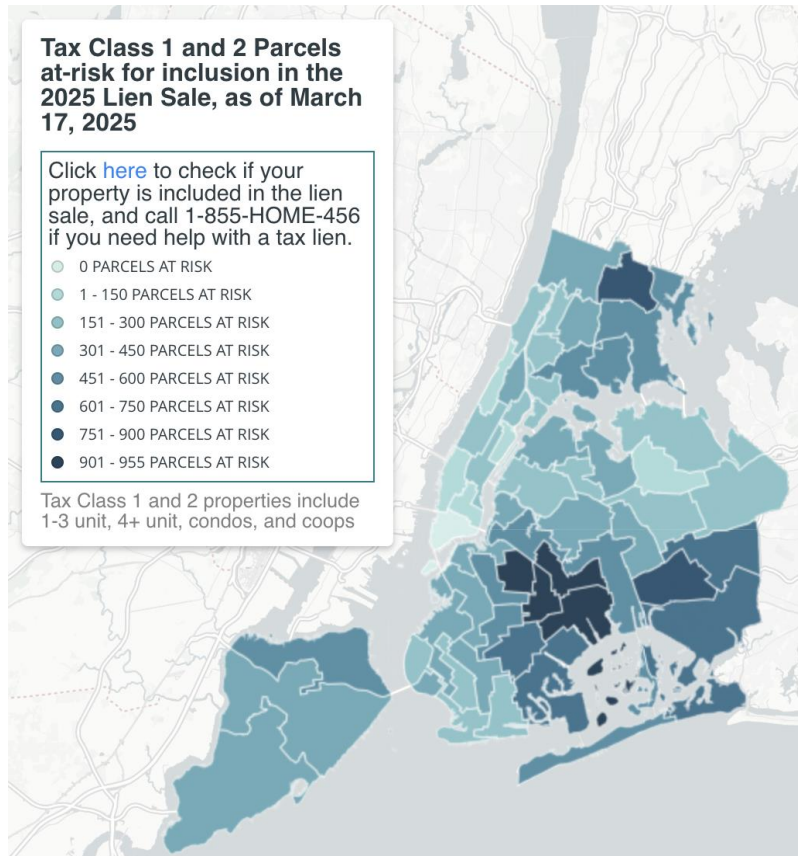 Tax Class 1 and 2 Parcels
at-risk for inclusion in the
2025 Lien Sale, as of March
17, 2025
Click here to check if your
property is included in the lien
sale, and call 1-855-HOME-456
if you need help with a tax lien.
0 PARCELS AT RISK
1 - 150 PARCELS AT RISK
151 - 300 PARCELS AT RISK
301 - 450 PARCELS AT RISK
451 - 600 PARCELS AT RISK
601 - 750 PARCELS AT RISK
751 - 900 PARCELS AT RISK
901 - 955 PARCELS AT RISK
Tax Class 1 and 2 properties include
1-3 unit, 4+ unit, condos, and coops